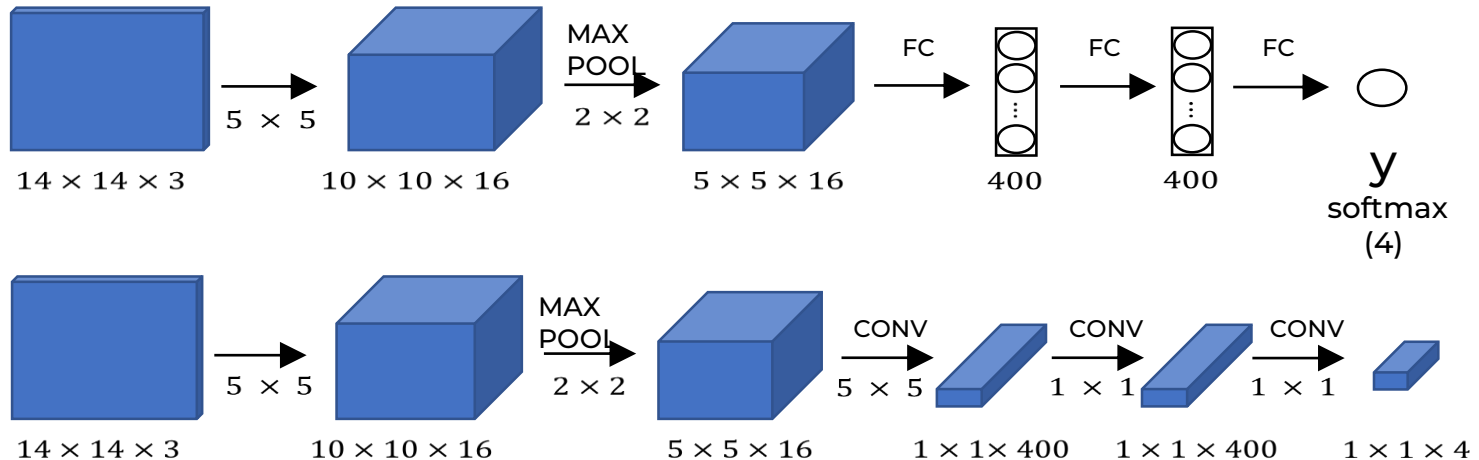 MAX
POOL
FC
FC
FC
5 × 5
2 × 2
14 × 14 × 3
10 × 10 × 16
5 × 5 × 16
400
400
y
softmax
(4)
MAX
POOL
CONV
CONV
CONV
5 × 5
2 × 2
5 × 5
1 × 1
1 × 1
14 × 14 × 3
10 × 10 × 16
5 × 5 × 16
1 × 1 × 400
1 × 1 × 400
1 × 1 × 4